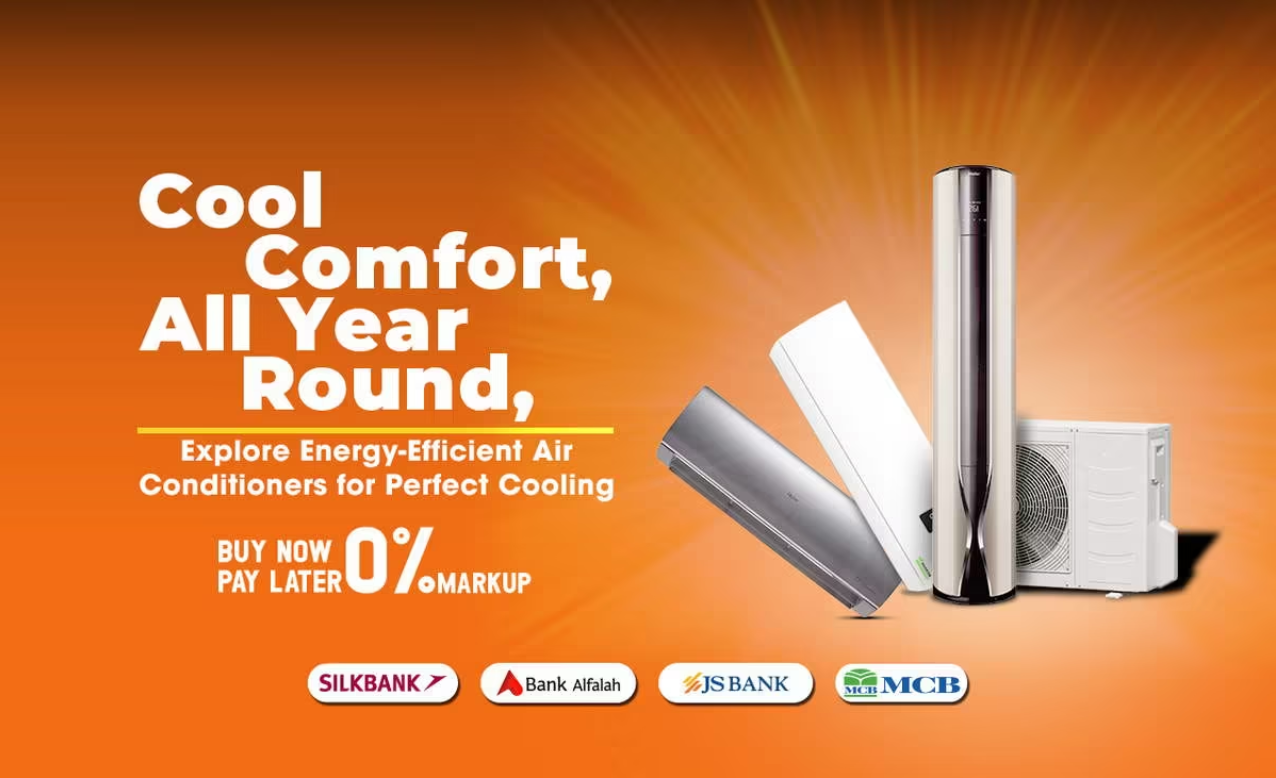 Cool
Comfort,
All Year
Round,
Explore Energy-Efficient Air
Conditioners for Perfect Cooling
BUY NOW
PAY LATER 0% MARKUP
SILKBANK
Bank Alfalah
JS BANK
MCB MCB